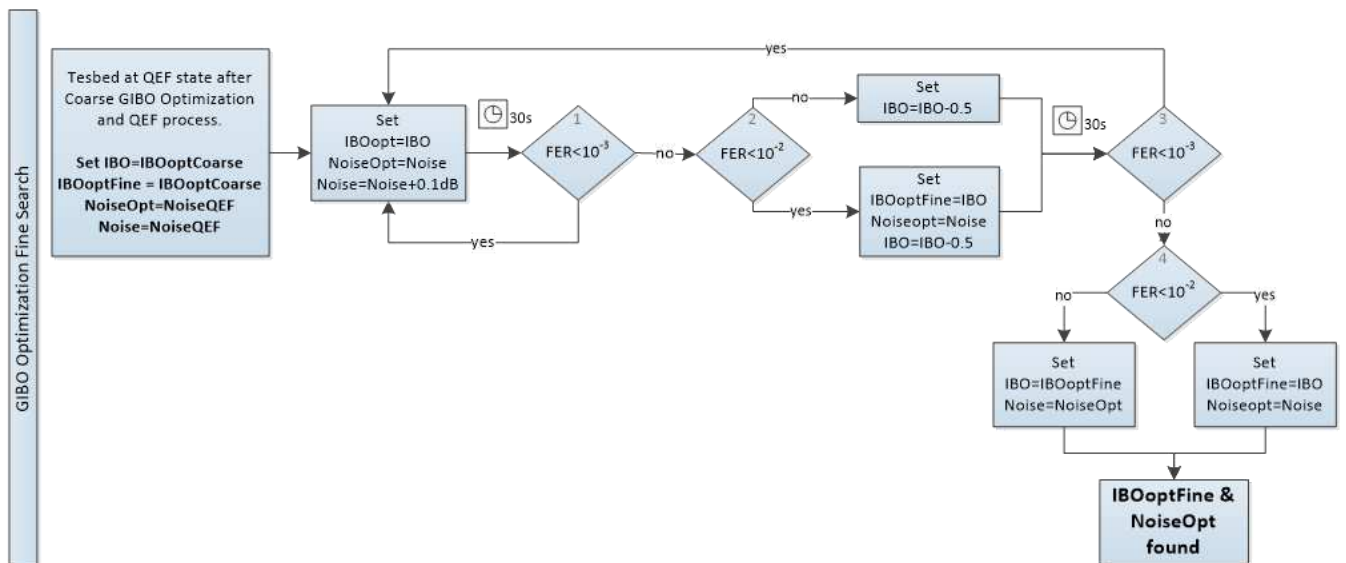 GIBO Optimization Fine Search
Tesbed at QEF state after
Coarse GIBO Optimization
and QEF process.
Set IBO=IBOoptCoarse
IBOoptFine = IBOoptCoarse
NoiseOpt=NoiseQEF
Noise=NoiseQEF
Set
IBOopt=IBO
NoiseOpt=Noise
Noise=Noise+0.1dB
30s
1
FER<10⁻³
yes
no
2
FER<10⁻²
no
Set
IBO=IBO-0.5
yes
Set
IBOoptFine=IBO
Noiseopt=Noise
IBO=IBO-0.5
30s
3
FER<10⁻³
yes
no
4
FER<10⁻²
no
yes
Set
IBO=IBOoptFine
Noise=NoiseOpt
Set
IBOoptFine=IBO
Noiseopt=Noise
IBOoptFine &
NoiseOpt
found